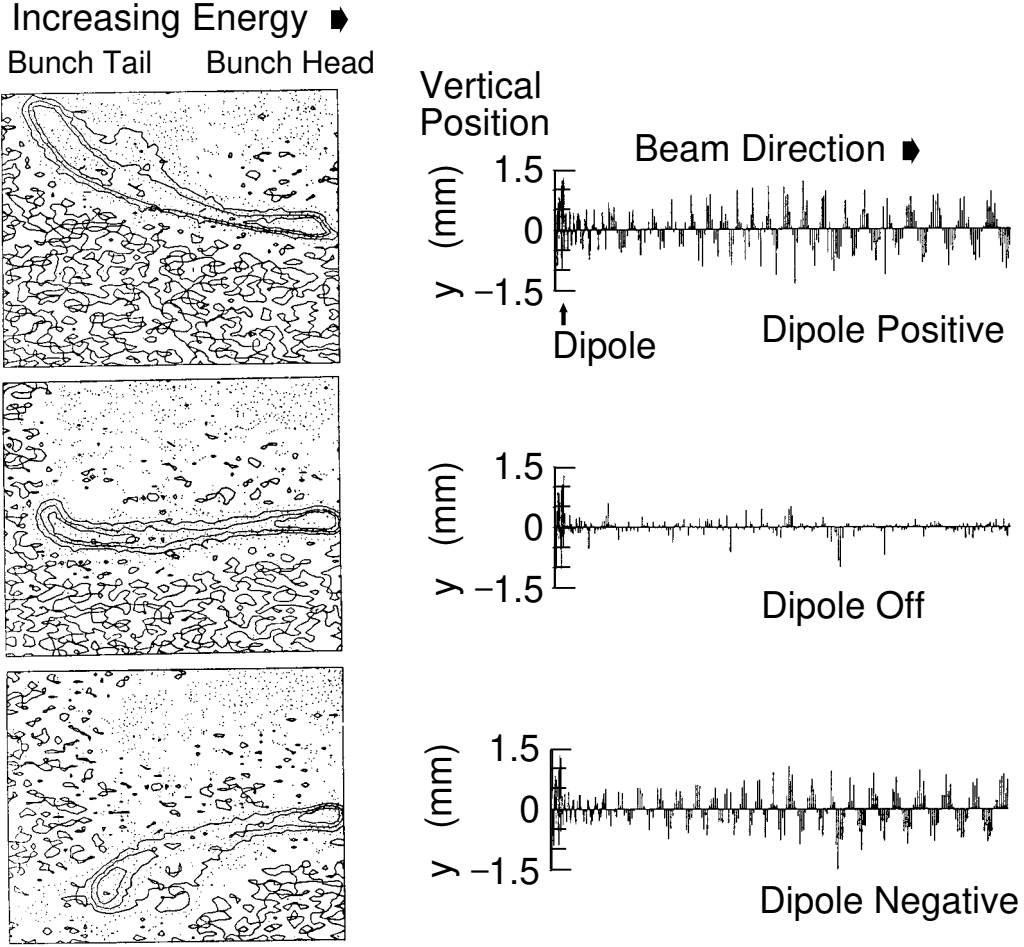 Increasing Energy
Bunch Tail Bunch Head
Vertical
Position
Beam Direction
y (mm)
1.5
0
−1.5
Dipole
Dipole Positive
y (mm)
1.5
0
−1.5
Dipole Off
y (mm)
1.5
0
−1.5
Dipole Negative